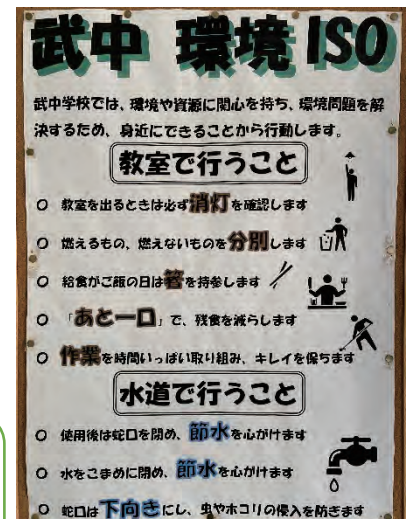 武中 環境 ISO
武中学校では、環境や資源に関心を持ち、環境問題を解
決するため、身近にできることから行動します。
教室で行うこと
○ 教室を出るときは必ず消灯を確認します
○ 燃えるもの、燃えないものを分別します
○ 給食がご飯の日は箸を持参します
○ 「あと一口」で、残食を減らします
○ 作業を時間いっぱい取り組み、キレイを保ちます
水道で行うこと
○ 使用後は蛇口を閉め、節水を心がけます
○ 水をこまめに閉め、節水を心がけます
○ 蛇口は下向きにし、虫やホコリの侵入を防ぎます